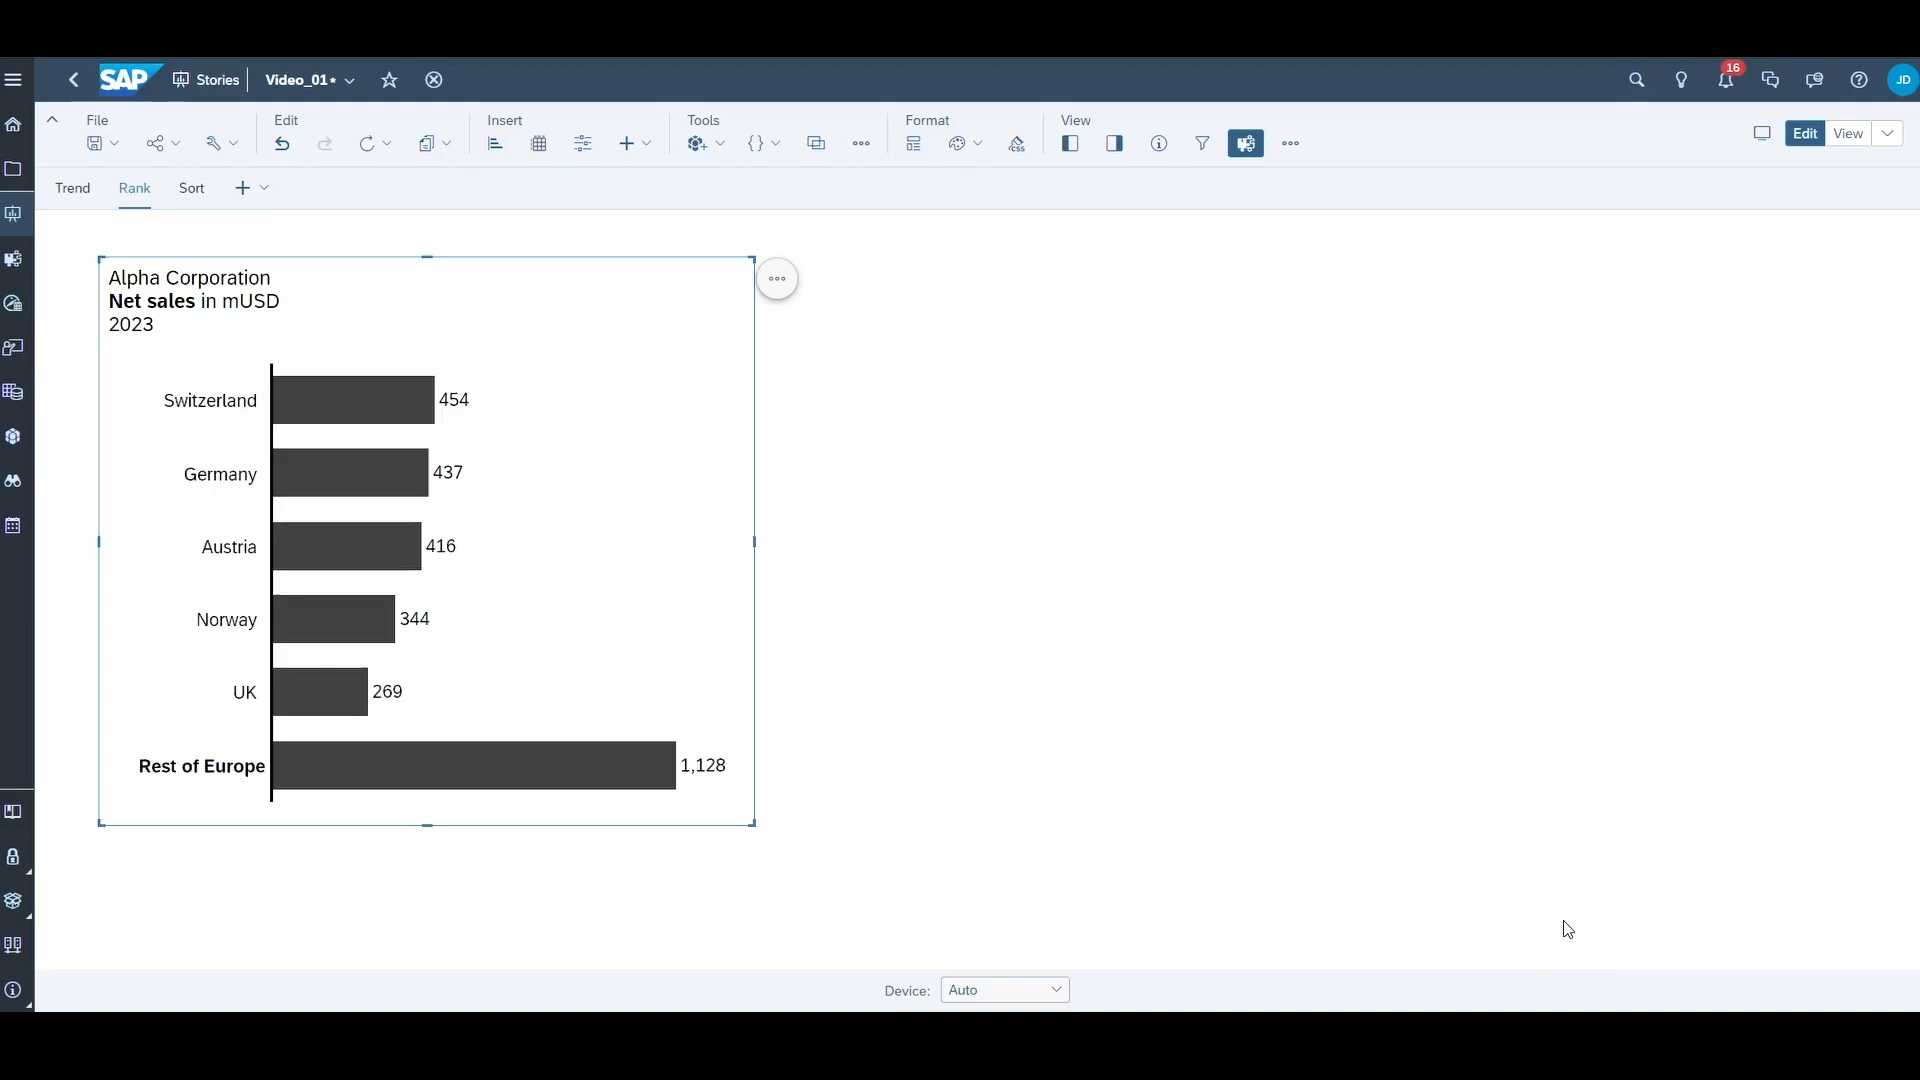 SAP Stories Video_01* 16 JD
File Edit Insert Tools Format View
CSS
Edit View
Trend Rank Sort
Alpha Corporation
Net sales in mUSD
2023
Switzerland 454
Germany 437
Austria 416
Norway 344
UK 269
Rest of Europe 1,128
Device: Auto